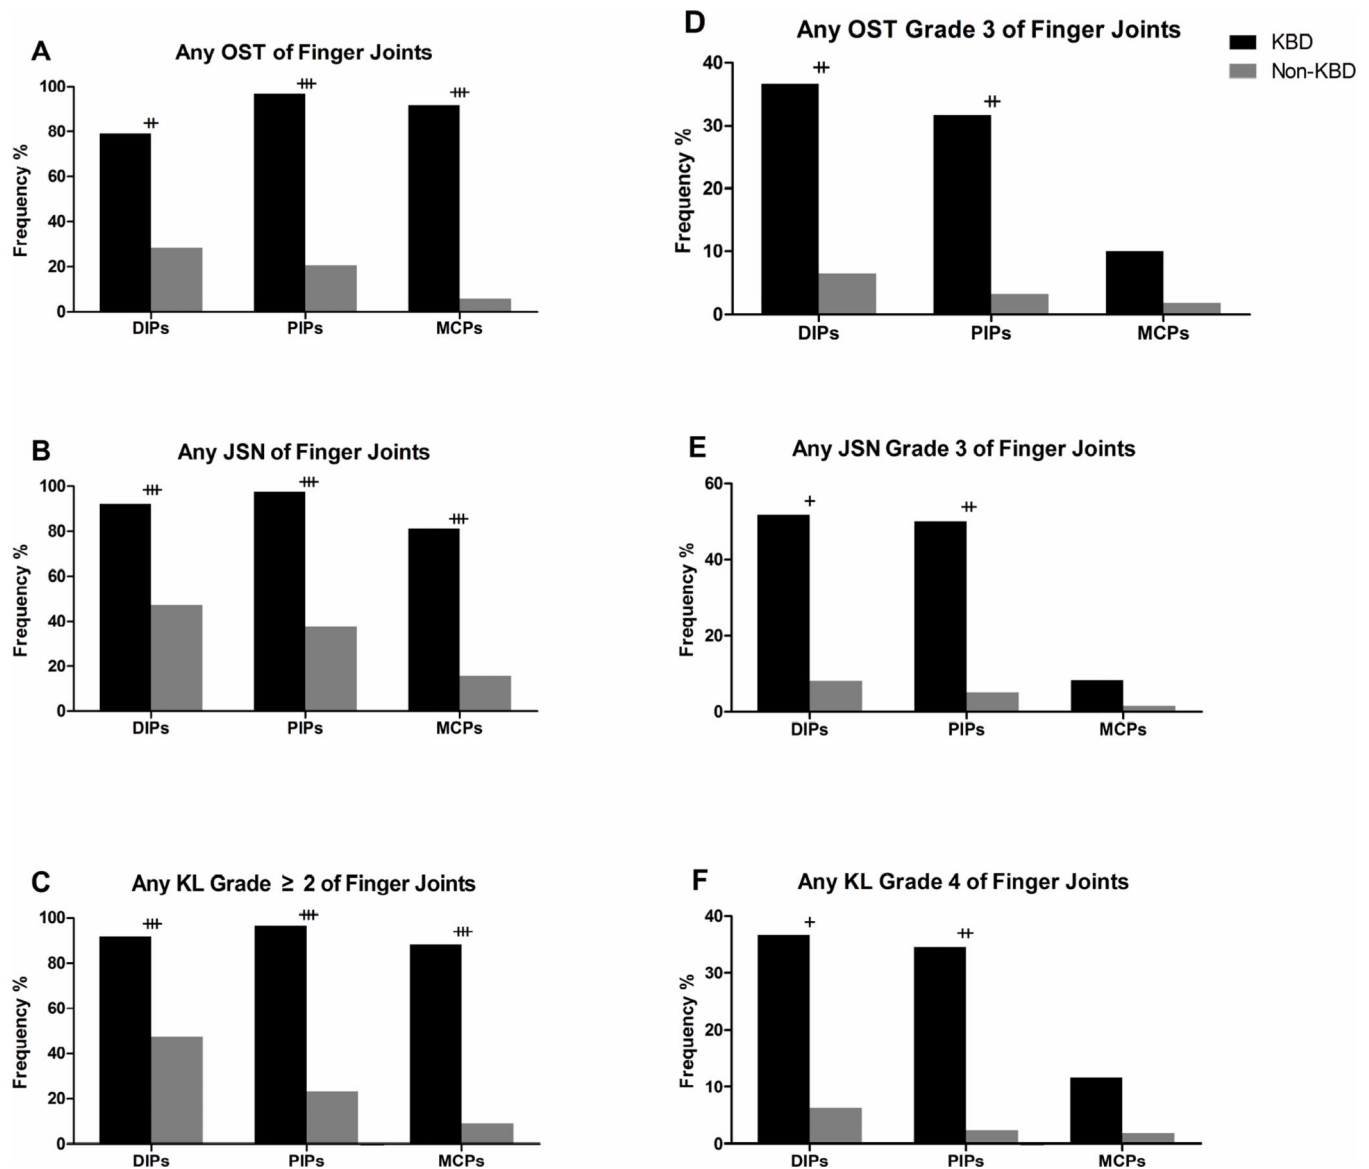 A
Any OST of Finger Joints
Frequency %
100
80
60
40
20
0
ǂ
ⱡ
DIPs
PIPs
MCPs
D
Any OST Grade 3 of Finger Joints
KBD
Non-KBD
Frequency %
40
30
20
10
0
DIPs
PIPs
MCPs
B
Any JSN of Finger Joints
Frequency %
100
80
60
40
20
0
DIPs
PIPs
MCPs
E
Any JSN Grade 3 of Finger Joints
Frequency %
60
40
20
0
+
DIPs
PIPs
MCPs
C
Any KL Grade ≥ 2 of Finger Joints
Frequency %
100
80
60
40
20
0
DIPs
PIPs
MCPs
F
Any KL Grade 4 of Finger Joints
Frequency %
40
30
20
10
0
+
DIPs
PIPs
MCPs